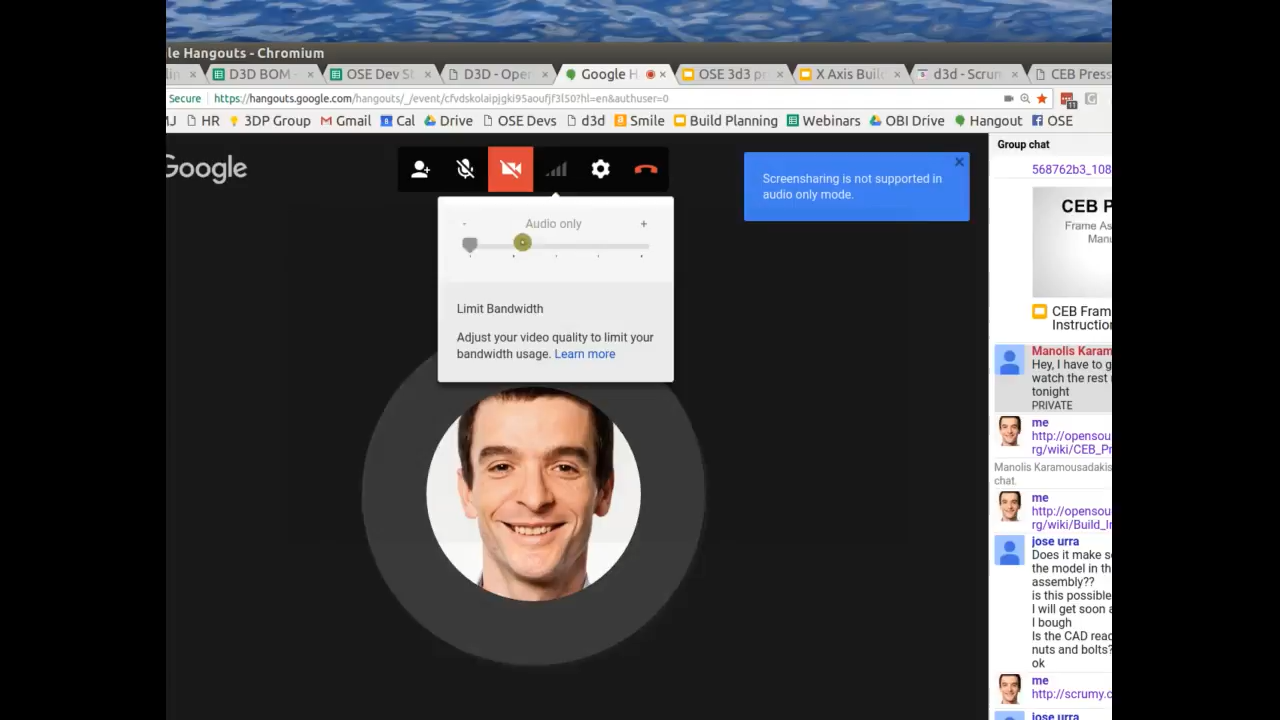 le Hangouts - Chromium
D3D BOM -
OSE Dev St
D3D - Oper
Google H
OSE 3d3 pr
X Axis Buil
d3d - Scrum
CEB Press
Secure https://hangouts.google.com/hangouts/_/event/cfvdskolaipjgki95aoufjf3l50?hl=en&authuser=0
11
HR
3DP Group
Gmail
Cal
Drive
OSE Devs
d3d
Smile
Build Planning
Webinars
OBI Drive
Hangout
OSE
Google
Screensharing is not supported in
audio only mode.
- Audio only +
Limit Bandwidth
Adjust your video quality to limit your
bandwidth usage. Learn more
Group chat
568762b3_108
CEB P
Frame As
Manu
CEB Fram
Instruction
Manolis Karam
Hey, I have to g
watch the rest
tonight
PRIVATE
me
http://opensou
rg/wiki/CEB_Pr
Manolis Karamousadakis
chat.
me
http://opensou
rg/wiki/Build_In
jose urra
Does it make s
the model in th
assembly??
is this possible
I will get soon a
I bough
Is the CAD read
nuts and bolts?
ok
me
http://scrumy.c
jose urra